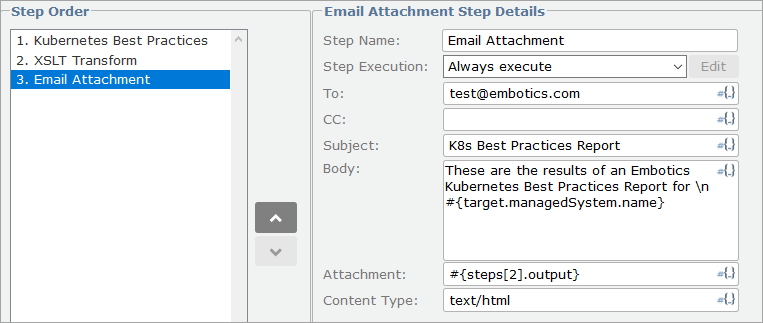 Step Order
1. Kubernetes Best Practices
2. XSLT Transform
3. Email Attachment
Email Attachment Step Details
Step Name: Email Attachment
Step Execution: Always execute Edit
To: test@embotics.com #{..}
CC: #{..}
Subject: K8s Best Practices Report #{..}
Body: These are the results of an Embotics #{..}
Kubernetes Best Practices Report for \n
#{target.managedSystem.name}
Attachment: #{steps[2].output} #{..}
Content Type: text/html #{..}